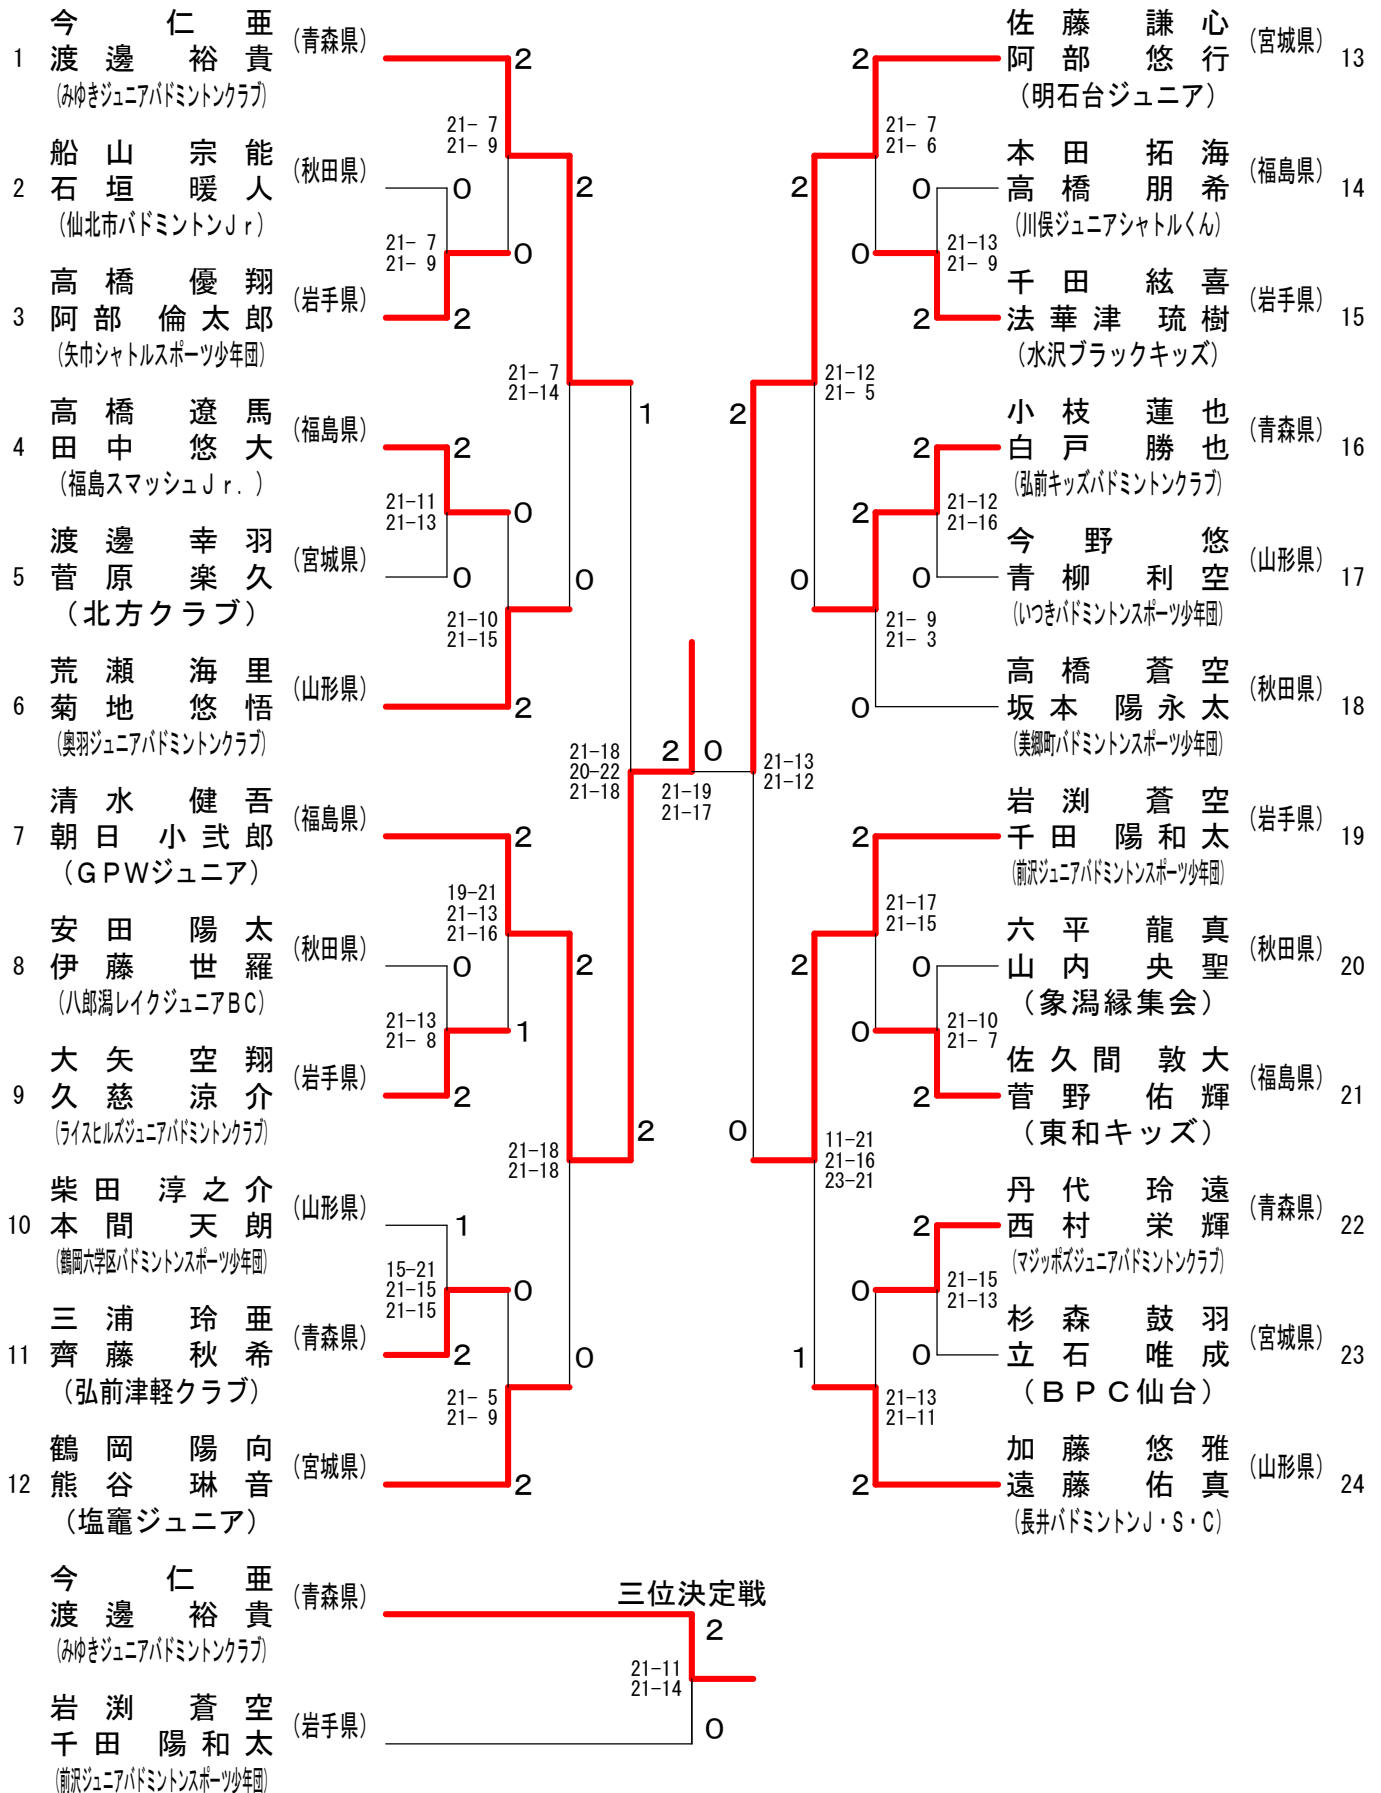 今 仁 亜
1 渡 邊 裕 貴 (青森県)
(みゆきジュニアバドミントンクラブ)
船 山 宗 能
2 石 垣 暖 人 (秋田県)
(仙北市バドミントンＪｒ)
高 橋 優 翔
3 阿 部 倫 太 郎 (岩手県)
(矢巾シャトルスポーツ少年団)
高 橋 遼 馬
4 田 中 悠 大 (福島県)
(福島スマッシュＪｒ．)
渡 邊 幸 羽
5 菅 原 楽 久 (宮城県)
(北方クラブ)
荒 瀬 海 里
6 菊 地 悠 悟 (山形県)
(奥羽ジュニアバドミントンクラブ)
清 水 健 吾
7 朝 日 小 弐 郎 (福島県)
(ＧＰＷジュニア)
安 田 陽 太
8 伊 藤 世 羅 (秋田県)
(八郎潟レイクジュニアＢＣ)
大 矢 空 翔
9 久 慈 涼 介 (岩手県)
(ライスヒルズジュニアバドミントンクラブ)
柴 田 淳 之 介
10 本 間 天 朗 (山形県)
(鶴岡六学区バドミントンスポーツ少年団)
三 浦 玲 亜
11 齊 藤 秋 希 (青森県)
(弘前津軽クラブ)
鶴 岡 陽 向
12 熊 谷 琳 音 (宮城県)
(塩竈ジュニア)
2
21- 7
21- 9
0
21- 7
21- 9
0
2
2
21- 7
21-14
2
21-11
21-13
0
0
0
21-10
21-15
2
1
21-18
20-22
21-18
2
19-21
21-13
21-16
0
21-13
21- 8
1
2
2
21-18
21-18
2
1
15-21
21-15
21-15
0
2
0
21- 5
21- 9
2
2 0
21-19
21-17
佐 藤 謙 心
阿 部 悠 行 (宮城県) 13
(明石台ジュニア)
本 田 拓 海
高 橋 朋 希 (福島県) 14
(川俣ジュニアシャトルくん)
千 田 絃 喜
法 華 津 琉 樹 (岩手県) 15
(水沢ブラックキッズ)
小 枝 蓮 也
白 戸 勝 也 (青森県) 16
(弘前キッズバドミントンクラブ)
今 野 悠
青 柳 利 空 (山形県) 17
(いつきバドミントンスポーツ少年団)
高 橋 蒼 空
坂 本 陽 永 太 (秋田県) 18
(美郷町バドミントンスポーツ少年団)
岩 渕 蒼 空
千 田 陽 和 太 (岩手県) 19
(前沢ジュニアバドミントンスポーツ少年団)
六 平 龍 真
山 内 央 聖 (秋田県) 20
(象潟縁集会)
佐 久 間 敦 大
菅 野 佑 輝 (福島県) 21
(東和キッズ)
丹 代 玲 遠
西 村 栄 輝 (青森県) 22
(マジッポズジュニアバドミントンクラブ)
杉 森 鼓 羽
立 石 唯 成 (宮城県) 23
(ＢＰＣ仙台)
加 藤 悠 雅
遠 藤 佑 真 (山形県) 24
(長井バドミントンＪ・Ｓ・Ｃ)
2
21- 7
21- 6
2
0
0
21-13
21- 9
2
21-12
21- 5
2
2
21-12
21-16
2
0
0
21- 9
21- 3
0
21-13
21-12
2
21-17
21-15
2
0
0
21-10
21- 7
2
0
11-21
21-16
23-21
2
21-15
21-13
0
0
1
21-13
21-11
2
三位決定戦
今 仁 亜
渡 邊 裕 貴 (青森県)
(みゆきジュニアバドミントンクラブ)
2
21-11
21-14
岩 渕 蒼 空
千 田 陽 和 太 (岩手県)
(前沢ジュニアバドミントンスポーツ少年団)
0